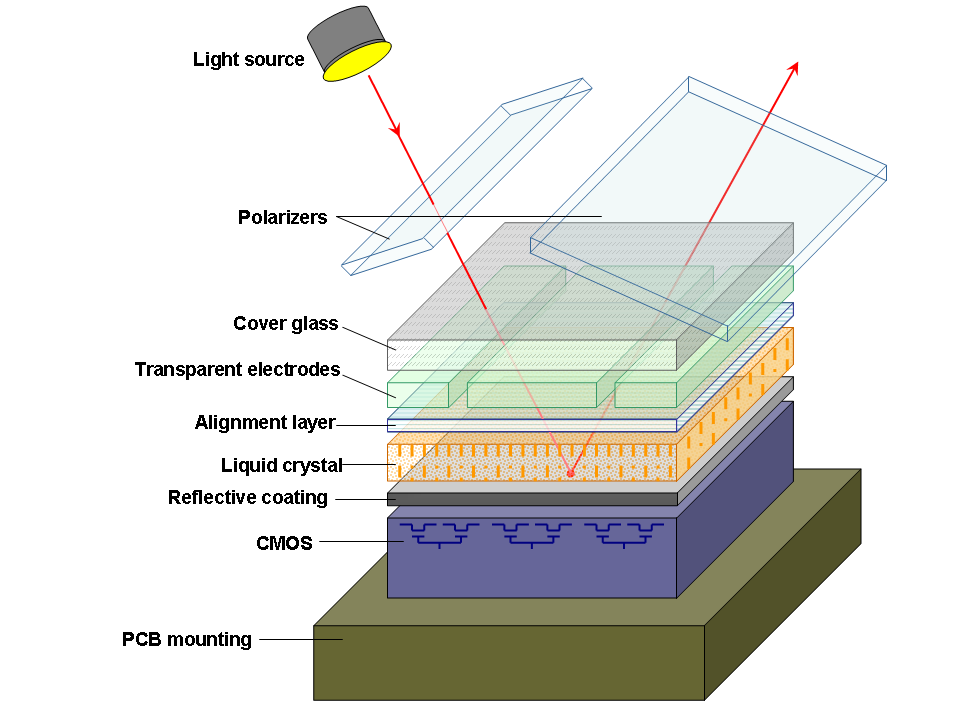 Light source
Polarizers
Cover glass
Transparent electrodes
Alignment layer
Liquid crystal
Reflective coating
CMOS
PCB mounting